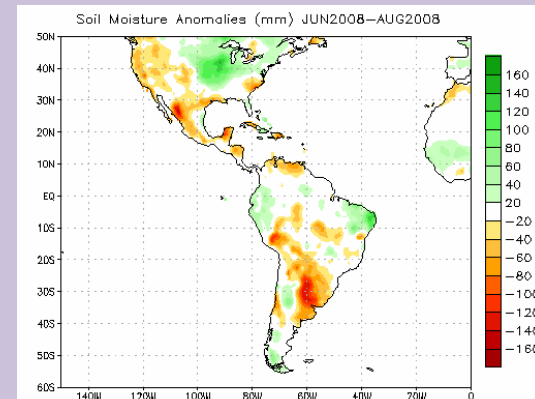 Soil Moisture Anomalies (mm) JUN2008–AUG2008
50N
40N
30N
20N
10N
EQ
10S
20S
30S
40S
50S
60S
140W 120W 100W 80W 60W 40W 20W 0
160
140
120
100
80
60
40
20
−20
−40
−60
−80
−100
−120
−140
−160